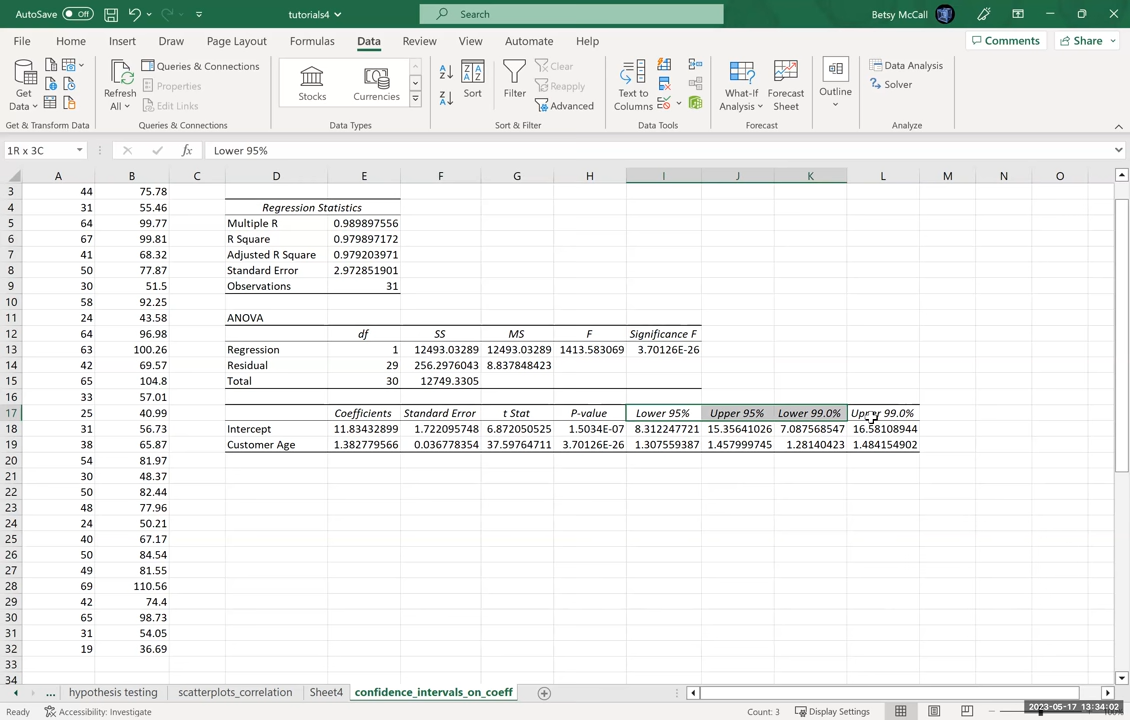 AutoSave Off tutorials4 Search Betsy McCall
File Home Insert Draw Page Layout Formulas Data Review View Automate Help Comments Share
Get Data Refresh All Queries & Connections Properties Edit Links Stocks Currencies Sort Filter Clear Reapply Advanced Text to Columns What-If Analysis Forecast Sheet Outline Data Analysis Solver
Get & Transform Data Queries & Connections Data Types Sort & Filter Data Tools Forecast Analyze
1R x 3C fx Lower 95%
A B C D E F G H I J K L M N O
3 44 75.78
4 31 55.46 Regression Statistics
5 64 99.77 Multiple R 0.989897556
6 67 99.81 R Square 0.979897172
7 41 68.32 Adjusted R Square 0.979203971
8 50 77.87 Standard Error 2.972851901
9 30 51.5 Observations 31
10 58 92.25
11 24 43.58 ANOVA
12 64 96.98 df SS MS F Significance F
13 63 100.26 Regression 1 12493.03289 12493.03289 1413.583069 3.70126E-26
14 42 69.57 Residual 29 256.2976043 8.837848423
15 65 104.8 Total 30 12749.3305
16 33 57.01
17 25 40.99 Coefficients Standard Error t Stat P-value Lower 95% Upper 95% Lower 99.0% Upper 99.0%
18 31 56.73 Intercept 11.83432899 1.722095748 6.872050525 1.5034E-07 8.312247721 15.35641026 7.087568547 16.58108944
19 38 65.87 Customer Age 1.382779566 0.036778354 37.59764711 3.70126E-26 1.307559387 1.457999745 1.28140423 1.484154902
20 54 81.97
21 30 48.37
22 50 82.44
23 48 77.96
24 24 50.21
25 40 67.17
26 50 84.54
27 49 81.55
28 69 110.56
29 42 74.4
30 65 98.73
31 31 54.05
32 19 36.69
33
34
... hypothesis testing scatterplots_correlation Sheet4 confidence_intervals_on_coeff
Ready Accessibility: Investigate Count: 3 Display Settings
2023-05-17 13:34:02